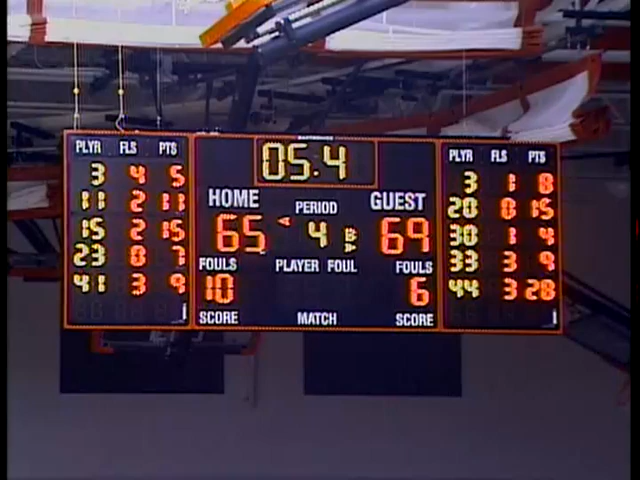 PLYR FLS PTS
3 4 5
11 2 11
15 2 15
23 0 7
41 3 9
05.4
HOME PERIOD GUEST
65 4 69
FOULS PLAYER FOUL FOULS
10 6
SCORE MATCH SCORE
PLYR FLS PTS
3 1 8
20 0 15
30 1 4
33 3 9
44 3 28